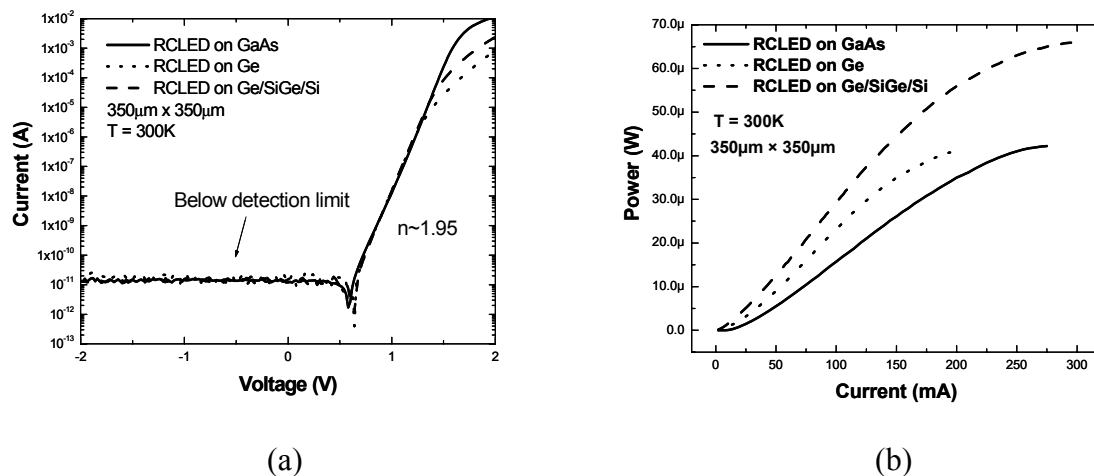 1x10^-2
1x10^-3
1x10^-4
1x10^-5
1x10^-6
1x10^-7
1x10^-8
1x10^-9
1x10^-10
1x10^-11
1x10^-12
1x10^-13
Current (A)
RCLED on GaAs
RCLED on Ge
RCLED on Ge/SiGe/Si
350μm x 350μm
T = 300K
Below detection limit
n~1.95
-2
-1
0
1
2
Voltage (V)
(a)
70.0μ
60.0μ
50.0μ
40.0μ
30.0μ
20.0μ
10.0μ
0.0
Power (W)
RCLED on GaAs
RCLED on Ge
RCLED on Ge/SiGe/Si
T = 300K
350μm × 350μm
0
50
100
150
200
250
300
Current (mA)
(b)